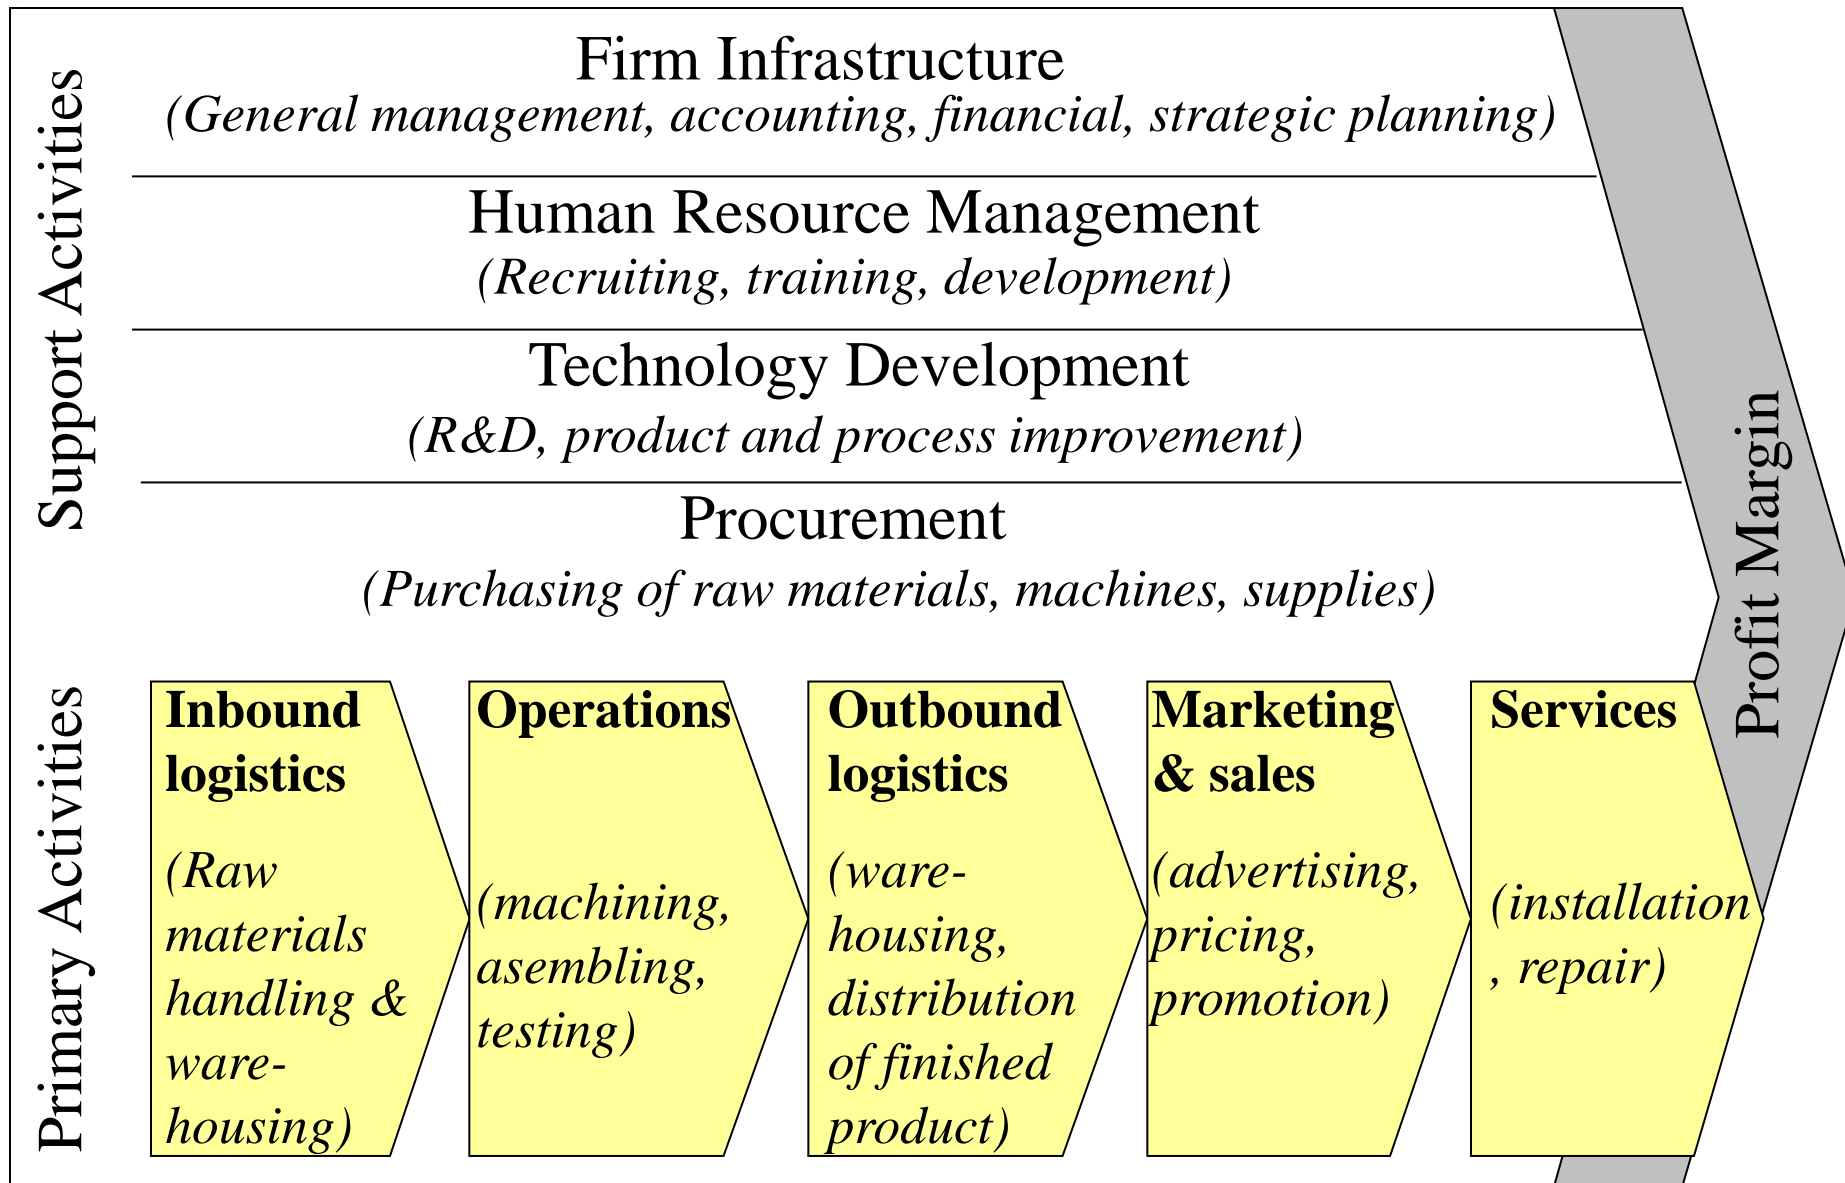 Support Activities
Firm Infrastructure
(General management, accounting, financial, strategic planning)
Human Resource Management
(Recruiting, training, development)
Technology Development
(R&D, product and process improvement)
Procurement
(Purchasing of raw materials, machines, supplies)
Profit Margin
Primary Activities
Inbound
logistics
(Raw
materials
handling &
ware-
housing)
Operations
(machining,
asembling,
testing)
Outbound
logistics
(ware-
housing,
distribution
of finished
product)
Marketing
& sales
(advertising,
pricing,
promotion)
Services
(installation
, repair)